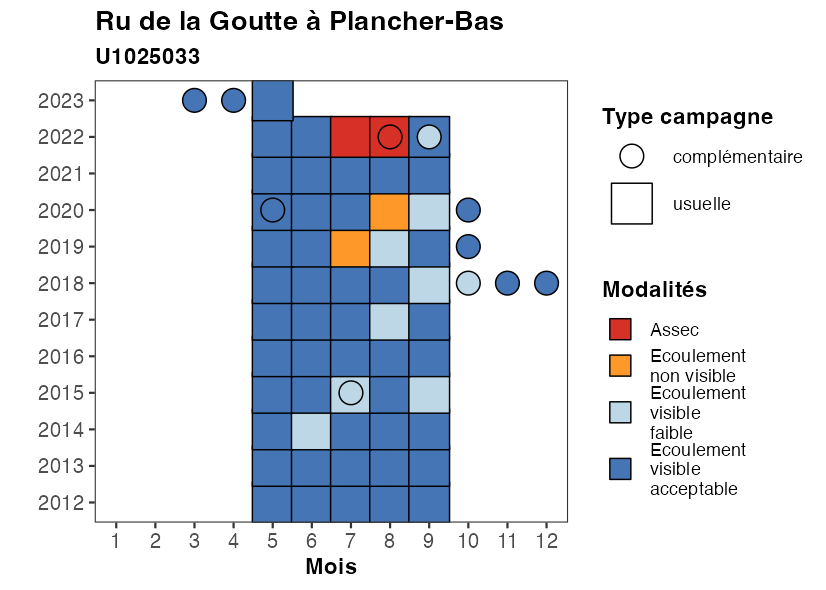 Ru de la Goutte à Plancher-Bas
U1025033
2023
2022
2021
2020
2019
2018
2017
2016
2015
2014
2013
2012
1 2 3 4 5 6 7 8 9 10 11 12
Mois
Type campagne
complémentaire
usuelle
Modalités
Assec
Ecoulement
non visible
Ecoulement
visible
faible
Ecoulement
visible
acceptable